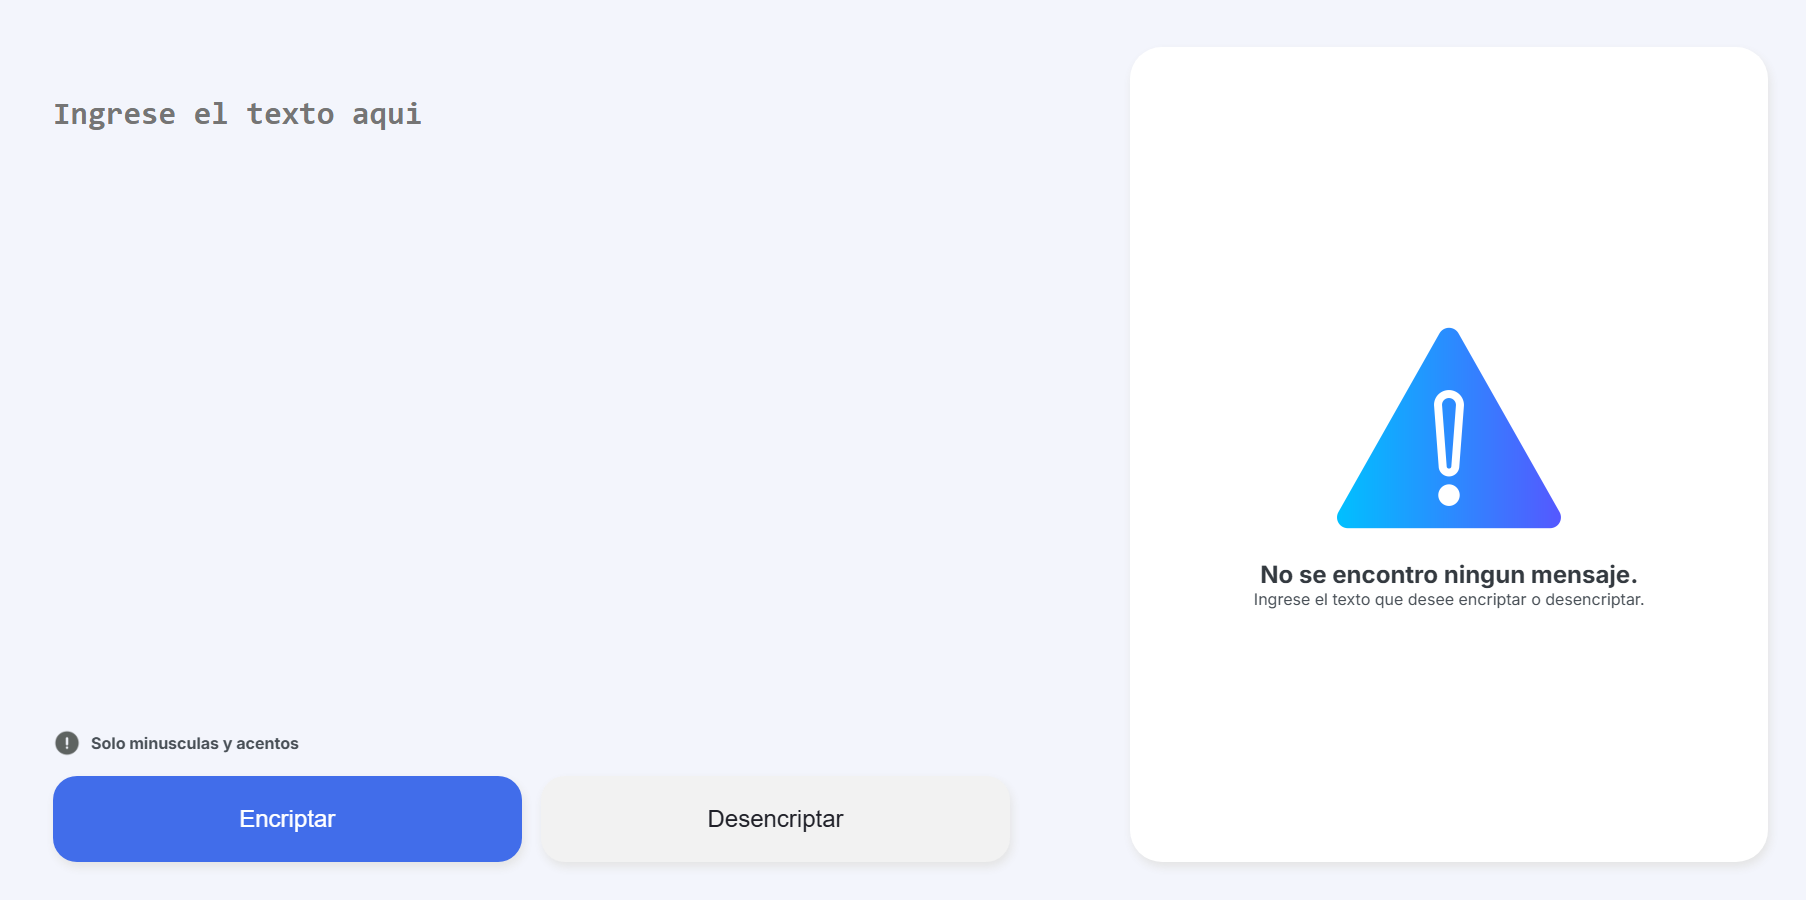 Ingrese el texto aqui
Solo minusculas y acentos
Encriptar
Desencriptar
No se encontro ningun mensaje.
Ingrese el texto que desee encriptar o desencriptar.